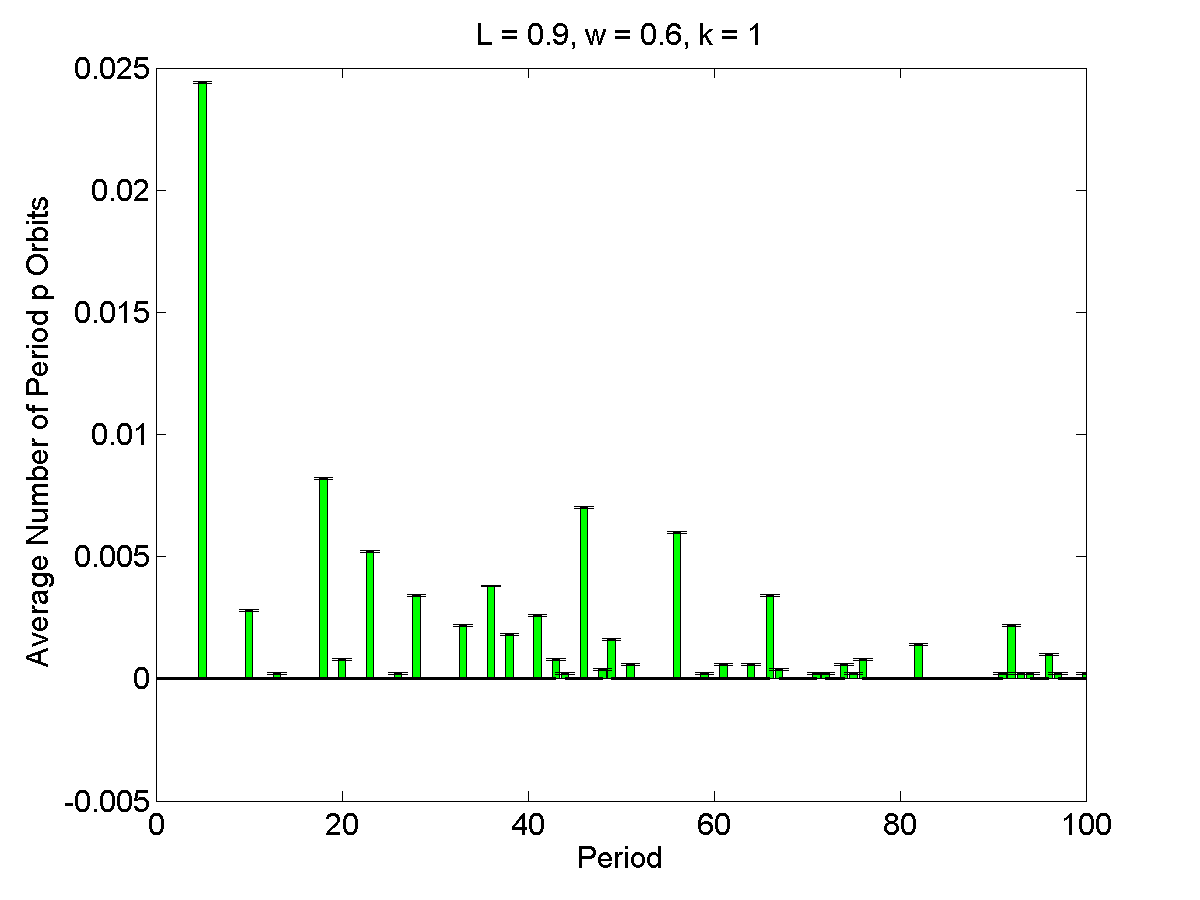 L = 0.9, w = 0.6, k = 1
Average Number of Period p Orbits
0.025
0.02
0.015
0.01
0.005
0
-0.005
0 20 40 60 80 100
Period